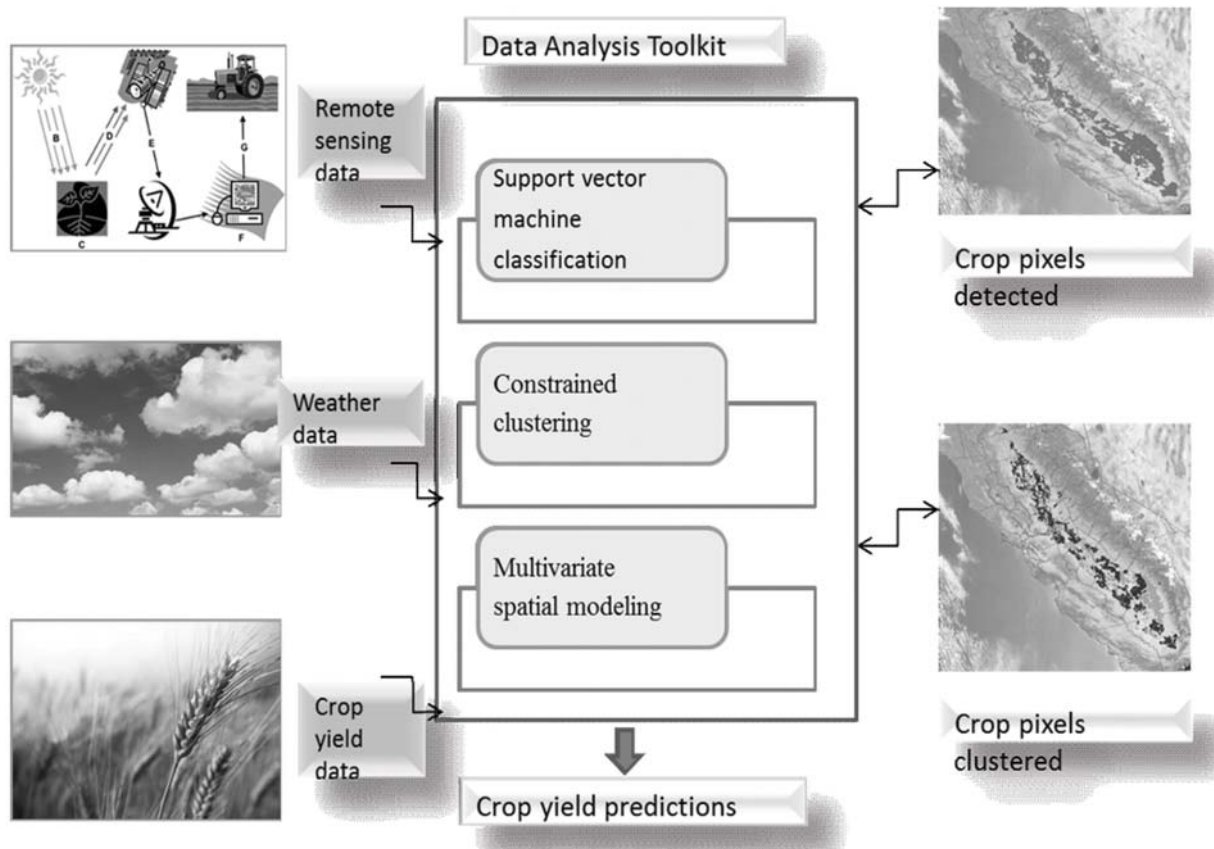 Data Analysis Toolkit
B
D
E
G
C
F
Remote
sensing
data
Support vector
machine
classification
Crop pixels
detected
Weather
data
Constrained
clustering
Multivariate
spatial modeling
Crop
yield
data
Crop pixels
clustered
Crop yield predictions